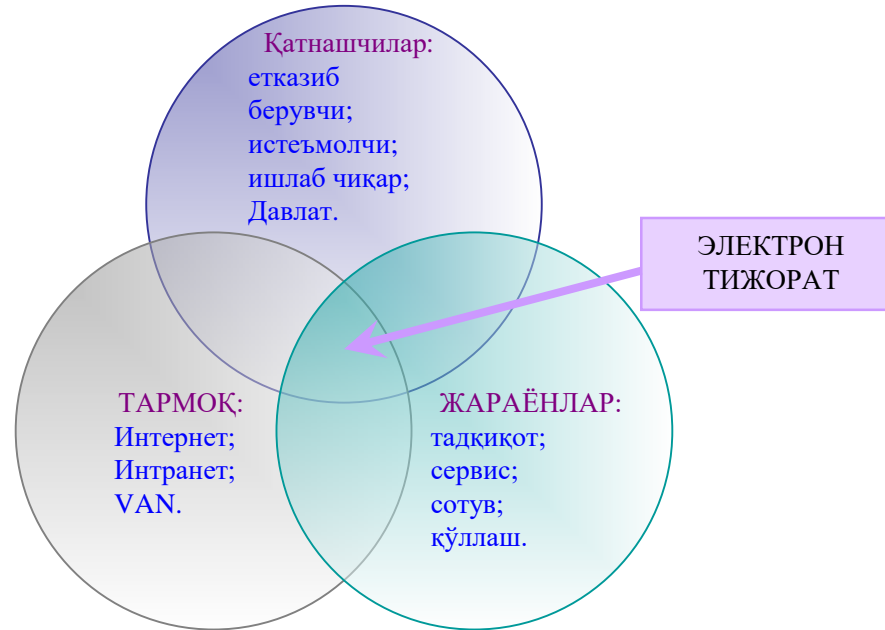 Қатнашчилар:
етказиб
берувчи;
истеъмолчи;
ишлаб чиқар;
Давлат.
ЭЛЕКТРОН
ТИЖОРАТ
ТАРМОҚ:
Интернет;
Интранет;
VAN.
ЖАРАЁНЛАР:
тадқиқот;
сервис;
сотув;
қўллаш.